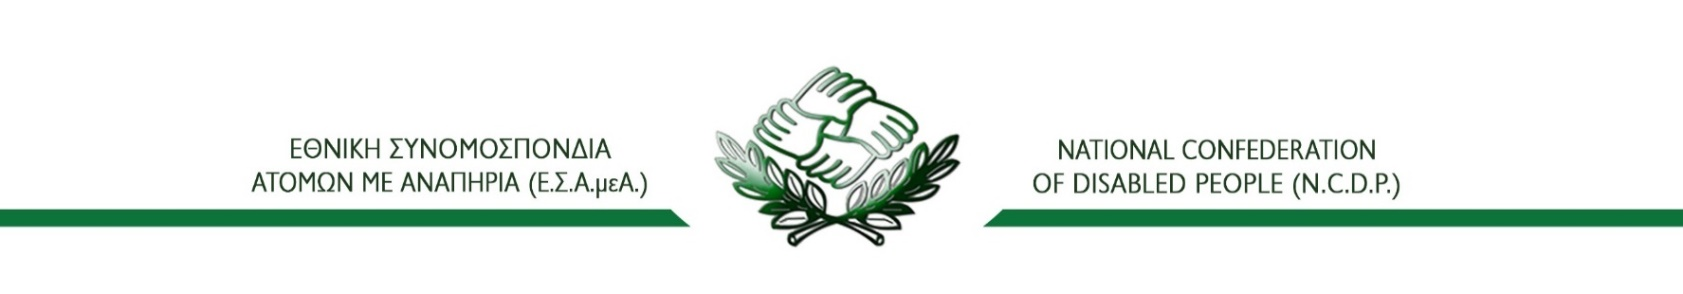 ΕΘΝΙΚΗ ΣΥΝΟΜΟΣΠΟΝΔΙΑ
ΑΤΟΜΩΝ ΜΕ ΑΝΑΠΗΡΙΑ (Ε.Σ.Α.μεΑ.)
NATIONAL CONFEDERATION
OF DISABLED PEOPLE (N.C.D.P.)